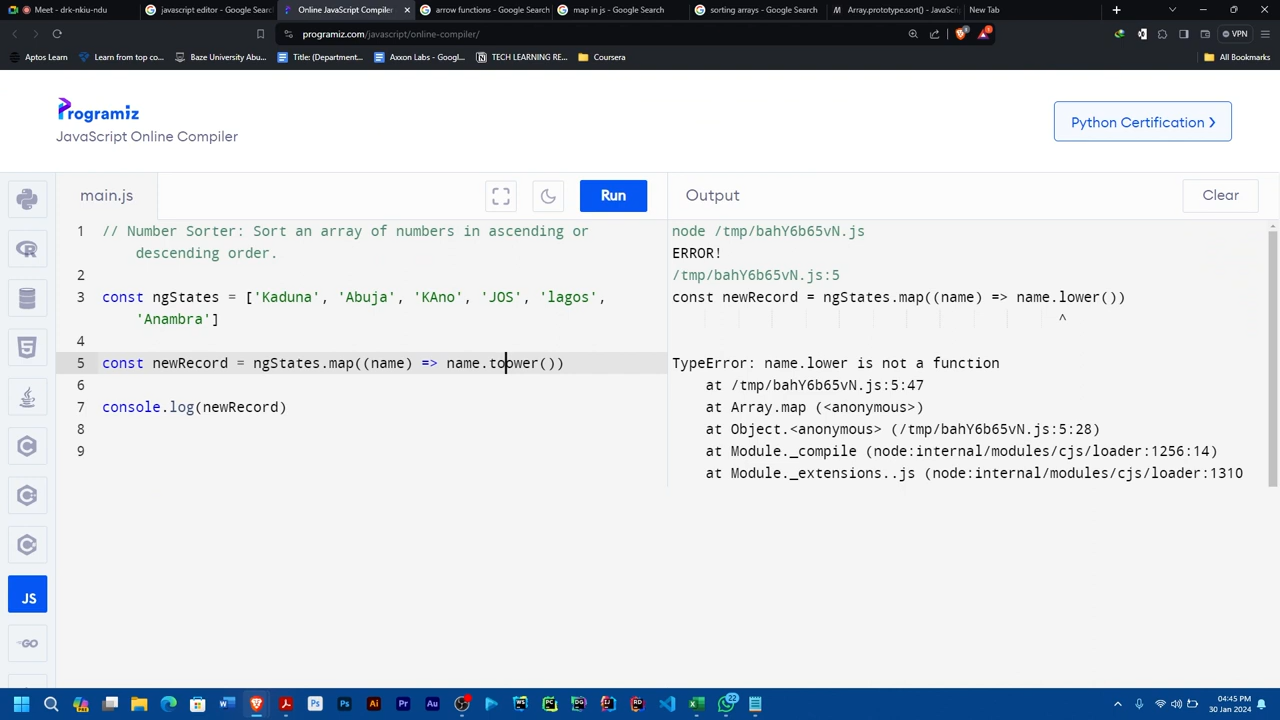 Meet - drk-nkiu-ndu
javascript editor - Google Searc
Online JavaScript Compiler
arrow functions - Google Search
map in js - Google Search
sorting arrays - Google Search
Array.prototype.sort() - JavaScri
New Tab
programiz.com/javascript/online-compiler/
VPN
Aptos Learn
Learn from top co...
Baze University Abu...
Title: (Department...
Axxon Labs - Googl...
TECH LEARNING RE...
Coursera
All Bookmarks
Programiz
JavaScript Online Compiler
Python Certification
main.js
Run
Output
Clear
1 // Number Sorter: Sort an array of numbers in ascending or
descending order.
2
3 const ngStates = ['Kaduna', 'Abuja', 'KAno', 'JOS', 'lagos',
'Anambra']
4
5 const newRecord = ngStates.map((name) => name.toower())
6
7 console.log(newRecord)
8
9
node /tmp/bahY6b65vN.js
ERROR!
/tmp/bahY6b65vN.js:5
const newRecord = ngStates.map((name) => name.lower())
^
TypeError: name.lower is not a function
at /tmp/bahY6b65vN.js:5:47
at Array.map (<anonymous>)
at Object.<anonymous> (/tmp/bahY6b65vN.js:5:28)
at Module._compile (node:internal/modules/cjs/loader:1256:14)
at Module._extensions..js (node:internal/modules/cjs/loader:1310
JS
GO
22
04:45 PM
30 Jan 2024